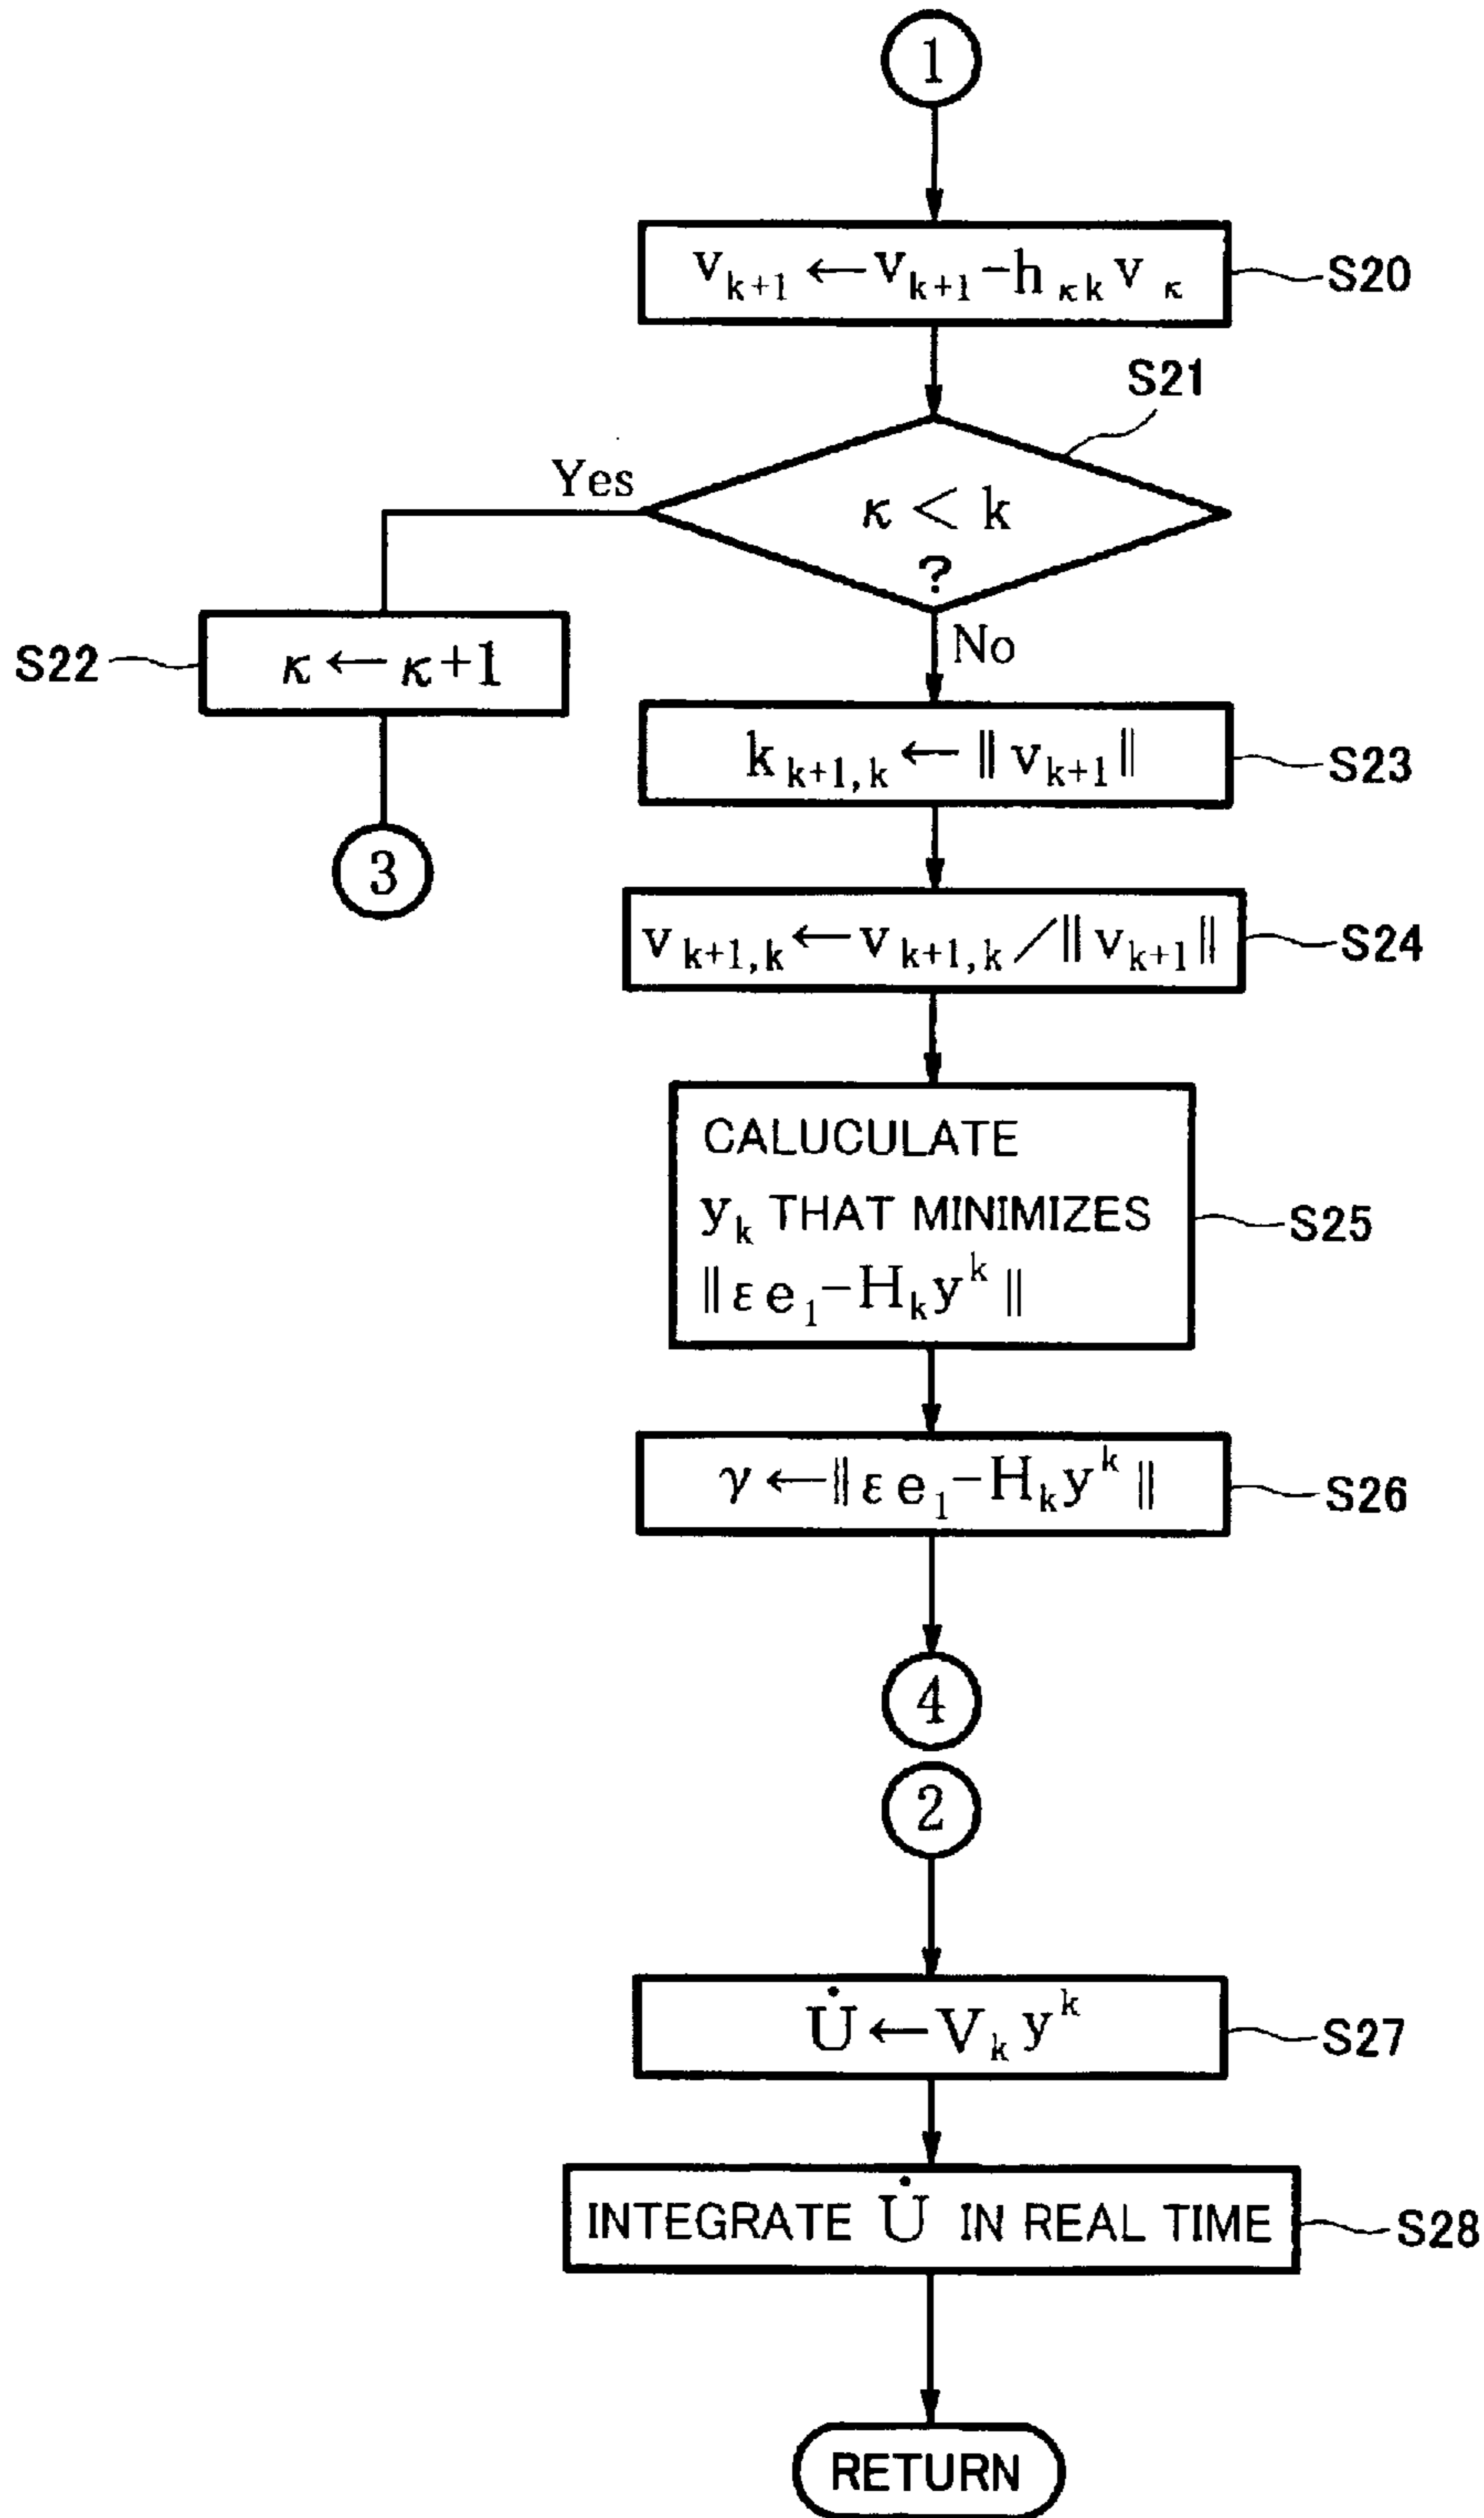 1
v_{k+1} ← v_{k+1} − h_{κk} v_κ
S20
S21
Yes
κ < k
?
No
S22
κ ← κ+1
k_{k+1,k} ← ‖ v_{k+1} ‖
S23
3
v_{k+1,k} ← v_{k+1,k} / ‖ v_{k+1} ‖
S24
CALUCULATE
y_k THAT MINIMIZES
‖ ε e_1 − H_k y^k ‖
S25
γ ← ‖ ε e_1 − H_k y^k ‖
S26
4
2
U̇ ← V_k y^k
S27
INTEGRATE U̇ IN REAL TIME
S28
RETURN